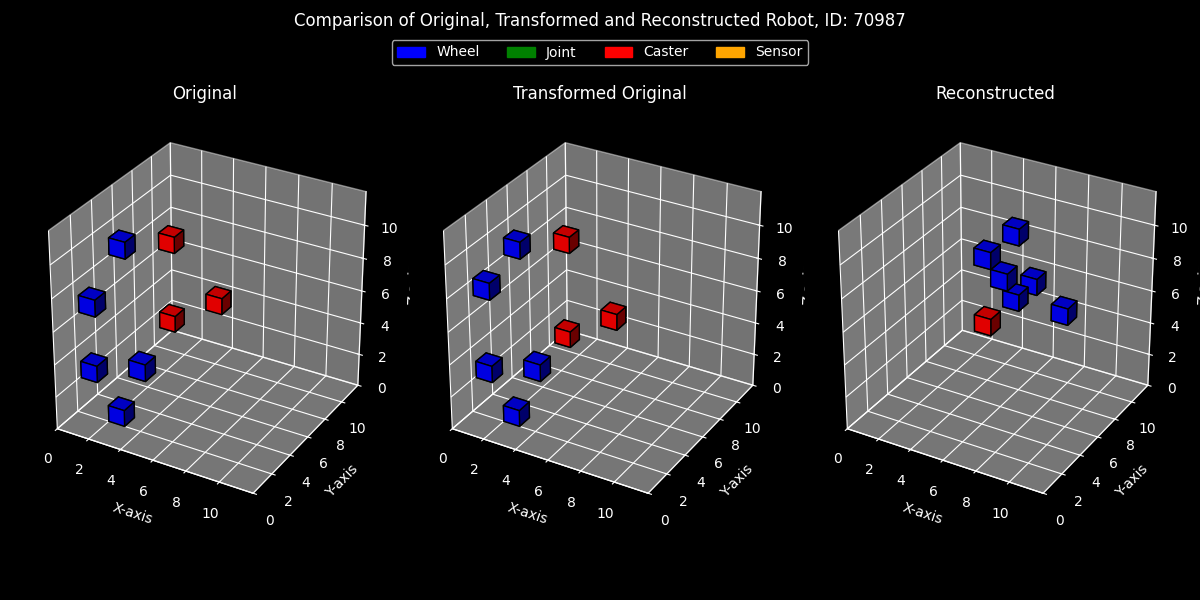 Comparison of Original, Transformed and Reconstructed Robot, ID: 70987
Wheel Joint Caster Sensor
Original
Transformed Original
Reconstructed
0 2 4 6 8 10
X-axis
0 2 4 6 8 10
Y-axis
0 2 4 6 8 10
0 2 4 6 8 10
X-axis
0 2 4 6 8 10
Y-axis
0 2 4 6 8 10
0 2 4 6 8 10
X-axis
0 2 4 6 8 10
Y-axis
0 2 4 6 8 10